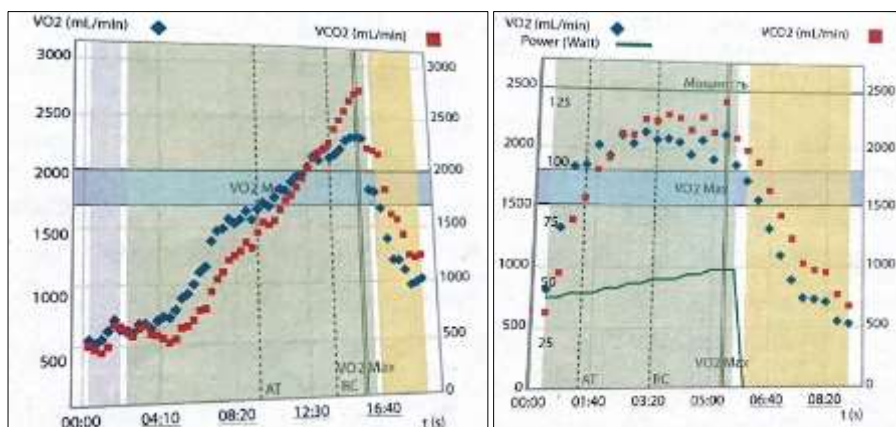 VO2 (mL/min)
VCO2 (mL/min)
3000
2500
2000
1500
1000
500
3000
2500
2000
1500
1000
500
0
VO2 Max
VO2 Max
AT
RC
00:00
04:10
08:20
12:30
16:40
t (s)
VO2 (mL/min)
Power (Watt)
VCO2 (mL/min)
2500
2000
1500
1000
500
0
125
100
75
50
25
Мощность
2500
2000
1500
1000
500
0
VO2 Max
VO2 Max
AT
RC
00:00
01:40
03:20
05:00
06:40
08:20
t (s)